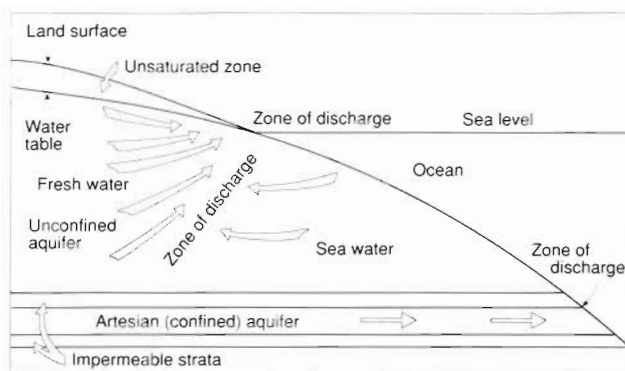 Land surface
Unsaturated zone
Zone of discharge
Sea level
Water
table
Fresh water
Unconfined
aquifer
Zone of discharge
Ocean
Sea water
Zone of
discharge
Artesian (confined) aquifer
Impermeable strata